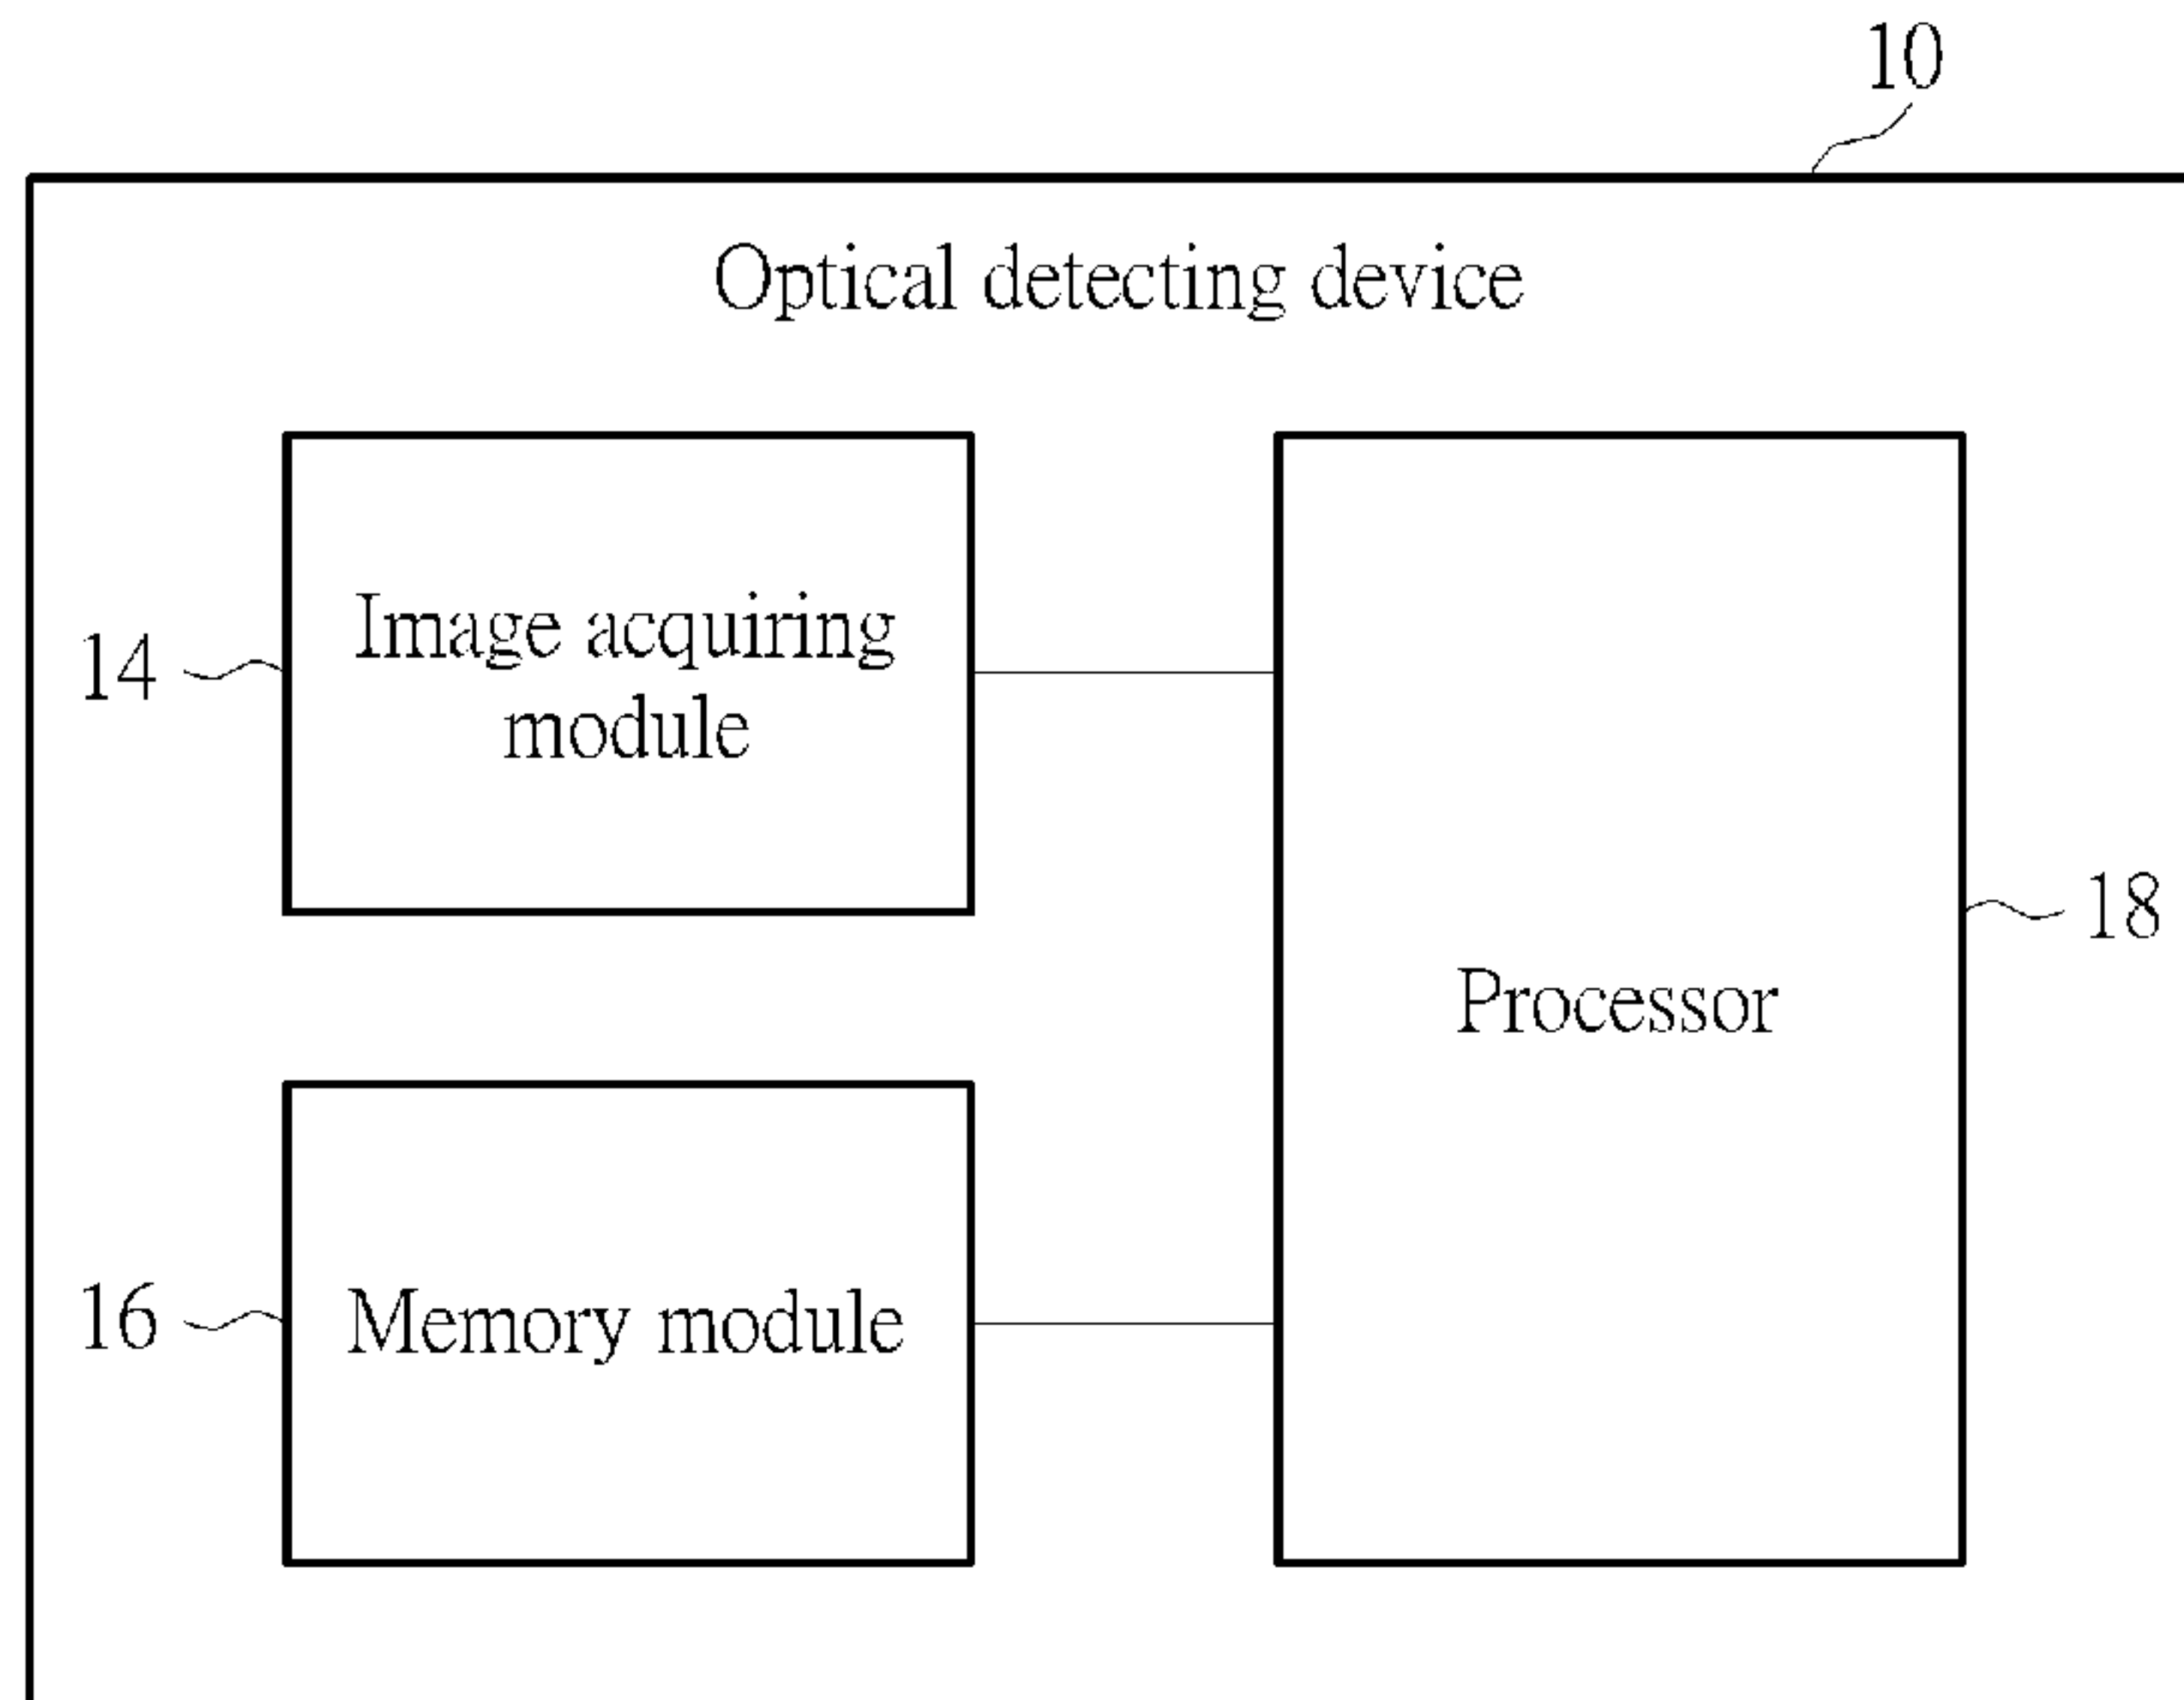 10
Optical detecting device
Image acquiring
module
14
18
Processor
16
Memory module